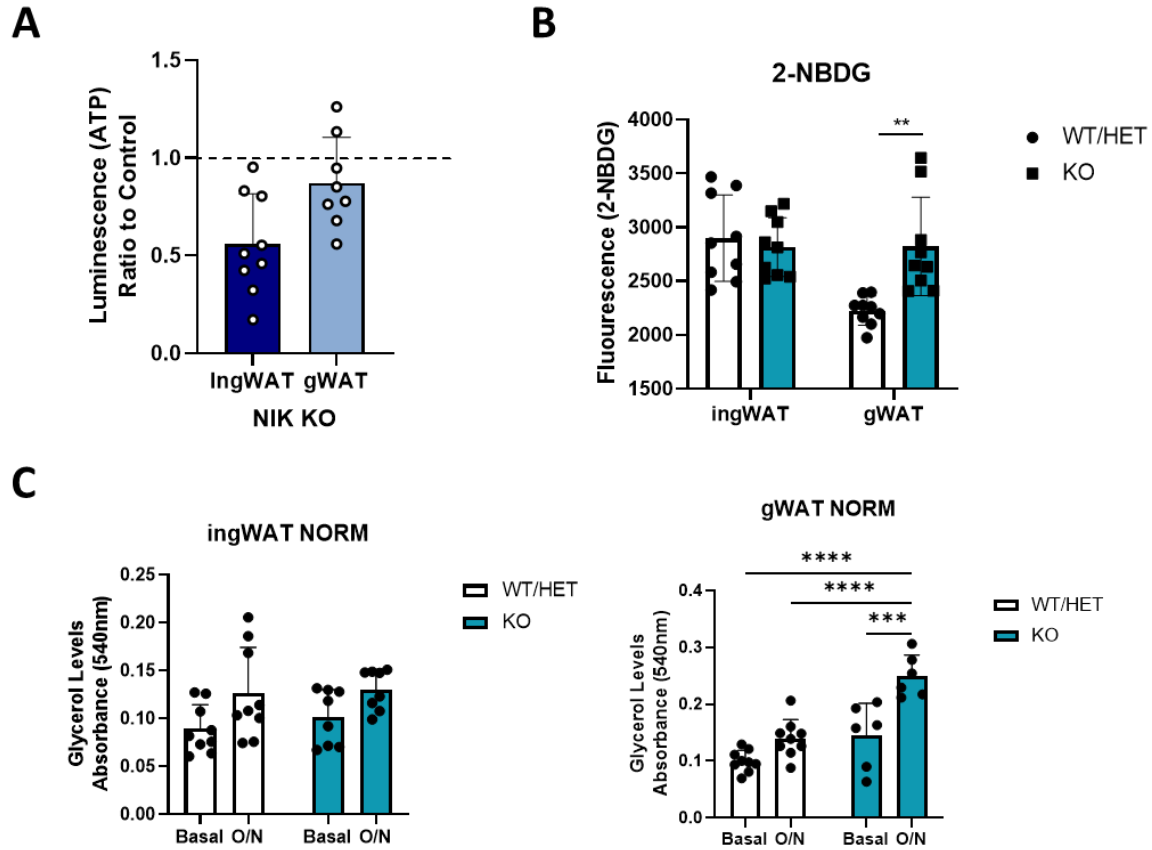 A
Luminescence (ATP)
Ratio to Control
1.5
1.0
0.5
0.0
IngWAT gWAT
NIK KO
B
2-NBDG
Fluourescence (2-NBDG)
4000
3500
3000
2500
2000
1500
**
ingWAT gWAT
WT/HET
KO
C
ingWAT NORM
Glycerol Levels
Absorbance (540nm)
0.25
0.20
0.15
0.10
0.05
0.00
Basal O/N Basal O/N
WT/HET
KO
gWAT NORM
Glycerol Levels
Absorbance (540nm)
0.4
0.3
0.2
0.1
0.0
****
****
***
Basal O/N Basal O/N
WT/HET
KO